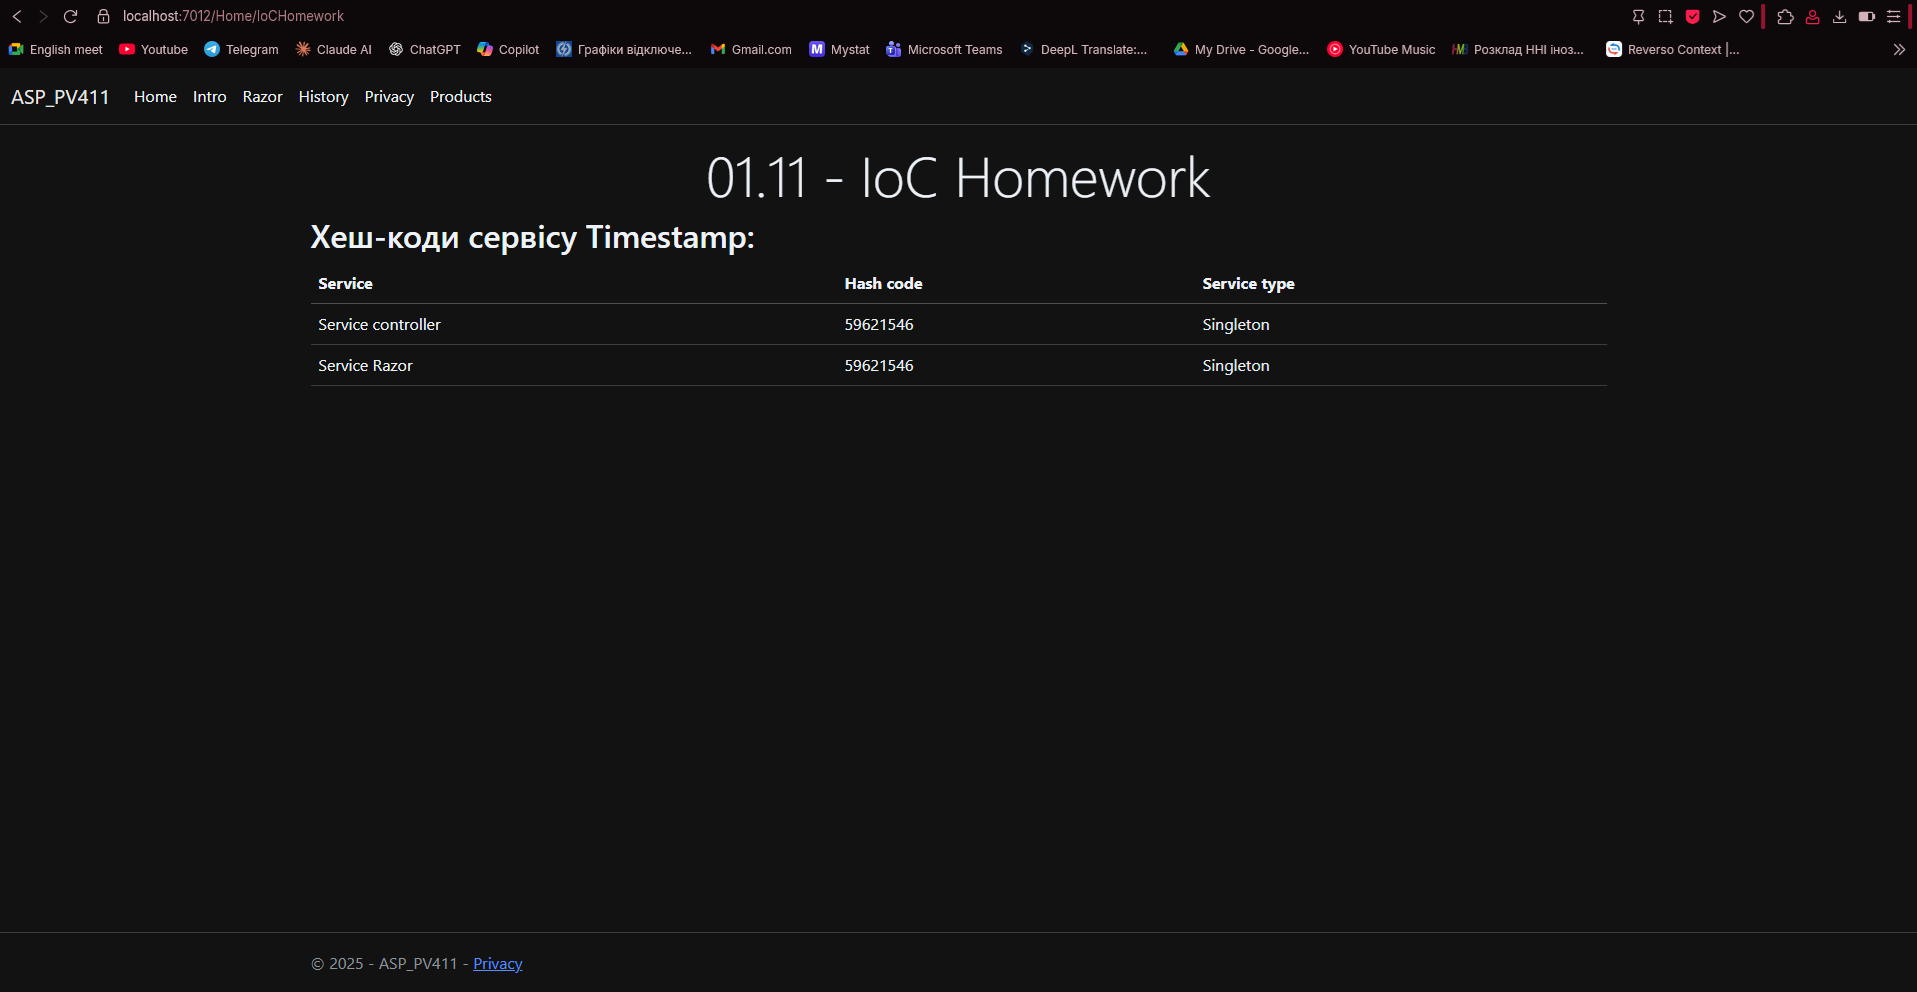 localhost:7012/Home/IoCHomework
English meet Youtube Telegram Claude AI ChatGPT Copilot Графіки відключе... Gmail.com Mystat Microsoft Teams DeepL Translate:... My Drive - Google... YouTube Music Розклад ННІ іноз... Reverso Context |...
ASP_PV411 Home Intro Razor History Privacy Products
01.11 - IoC Homework
Хеш-коди сервісу Timestamp:
Service Hash code Service type
Service controller 59621546 Singleton
Service Razor 59621546 Singleton
© 2025 - ASP_PV411 - Privacy